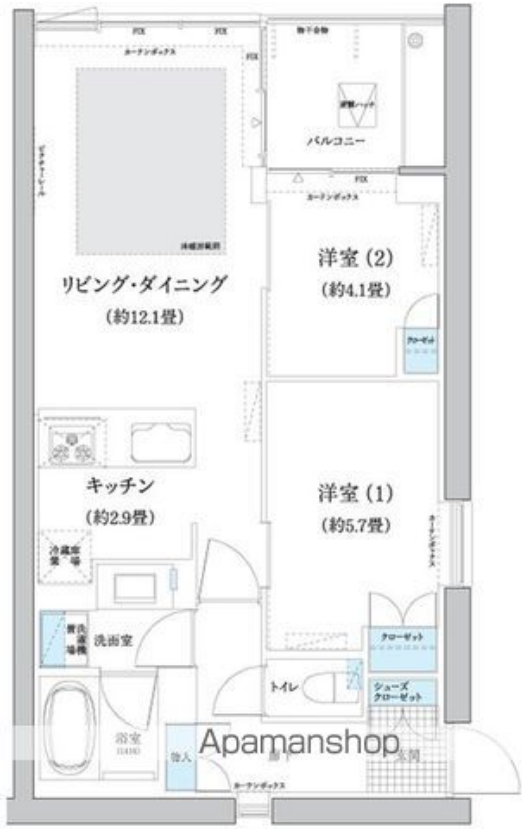 FIX
FIX
物干金物
カーテンボックス
FIX
避難ハッチ
バルコニー
ピクチャーレール
FIX
カーテンボックス
床暖房範囲
洋室(2)
(約4.1畳)
リビング・ダイニング
(約12.1畳)
クローゼット
キッチン
(約2.9畳)
洋室(1)
(約5.7畳)
カーテンボックス
冷蔵庫置場
洗濯機置場
洗面室
クローゼット
トイレ
シューズ
クローゼット
浴室
(1416)
物入
Apamanshop
廊下
玄関
カーテンボックス